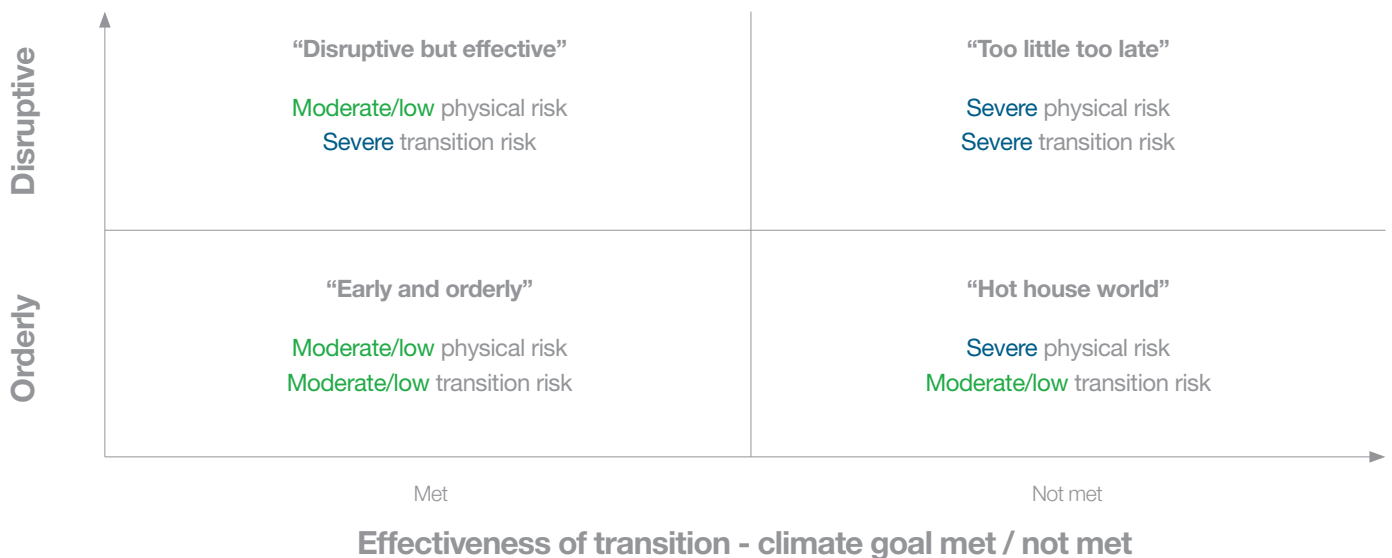 Disruptive
“Disruptive but effective”
Moderate/low physical risk
Severe transition risk
“Too little too late”
Severe physical risk
Severe transition risk
Orderly
“Early and orderly”
Moderate/low physical risk
Moderate/low transition risk
“Hot house world”
Severe physical risk
Moderate/low transition risk
Met
Not met
Effectiveness of transition - climate goal met / not met